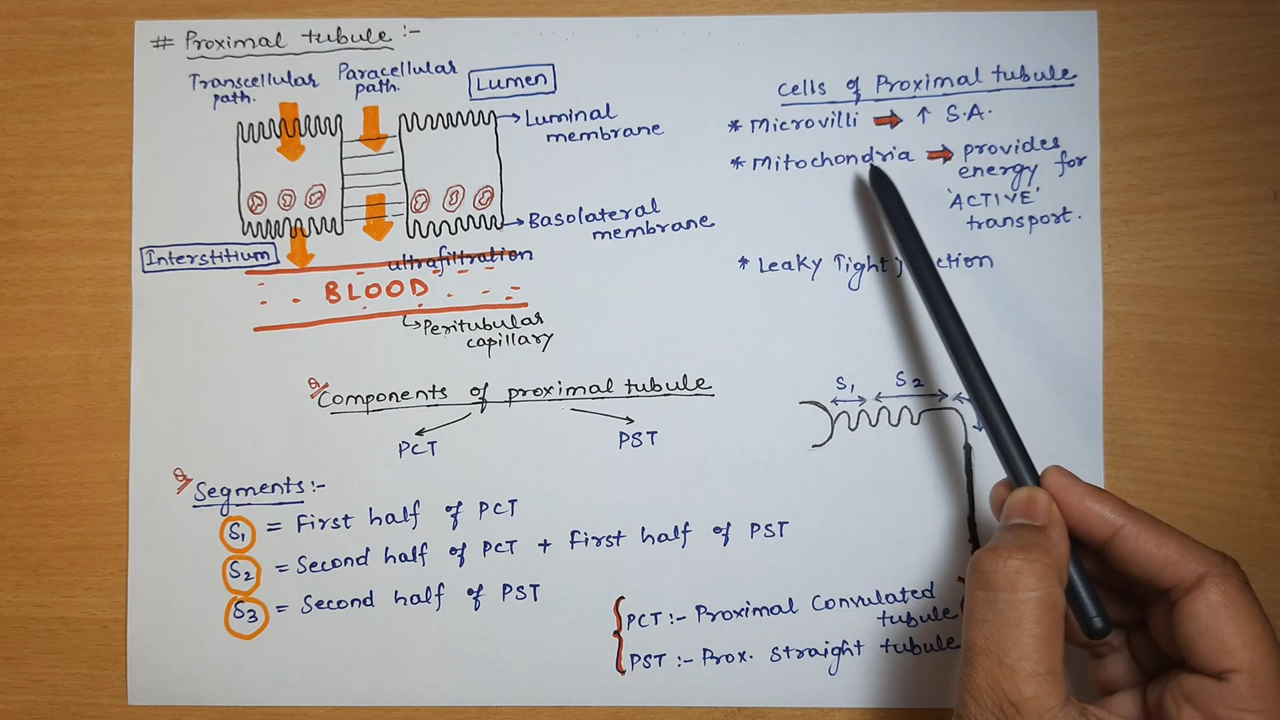 # Proximal tubule :-
Transcellular
path.
Paracellular
path.
Lumen
Luminal
membrane
Basolateral
membrane
Interstitium
ultrafiltration
BLOOD
Peritubular
capillary
Cells of Proximal tubule
* Microvilli → ↑ S.A.
* Mitochondria → provides
energy for
'ACTIVE'
transport.
* Leaky Tight
Components of proximal tubule
PCT
PST
S1
S2
Segments :-
S1 = First half of PCT
S2 = Second half of PCT + First half of PST
S3 = Second half of PST
PCT :- Proximal Convulated
tubule
PST :- Prox. straight tubule